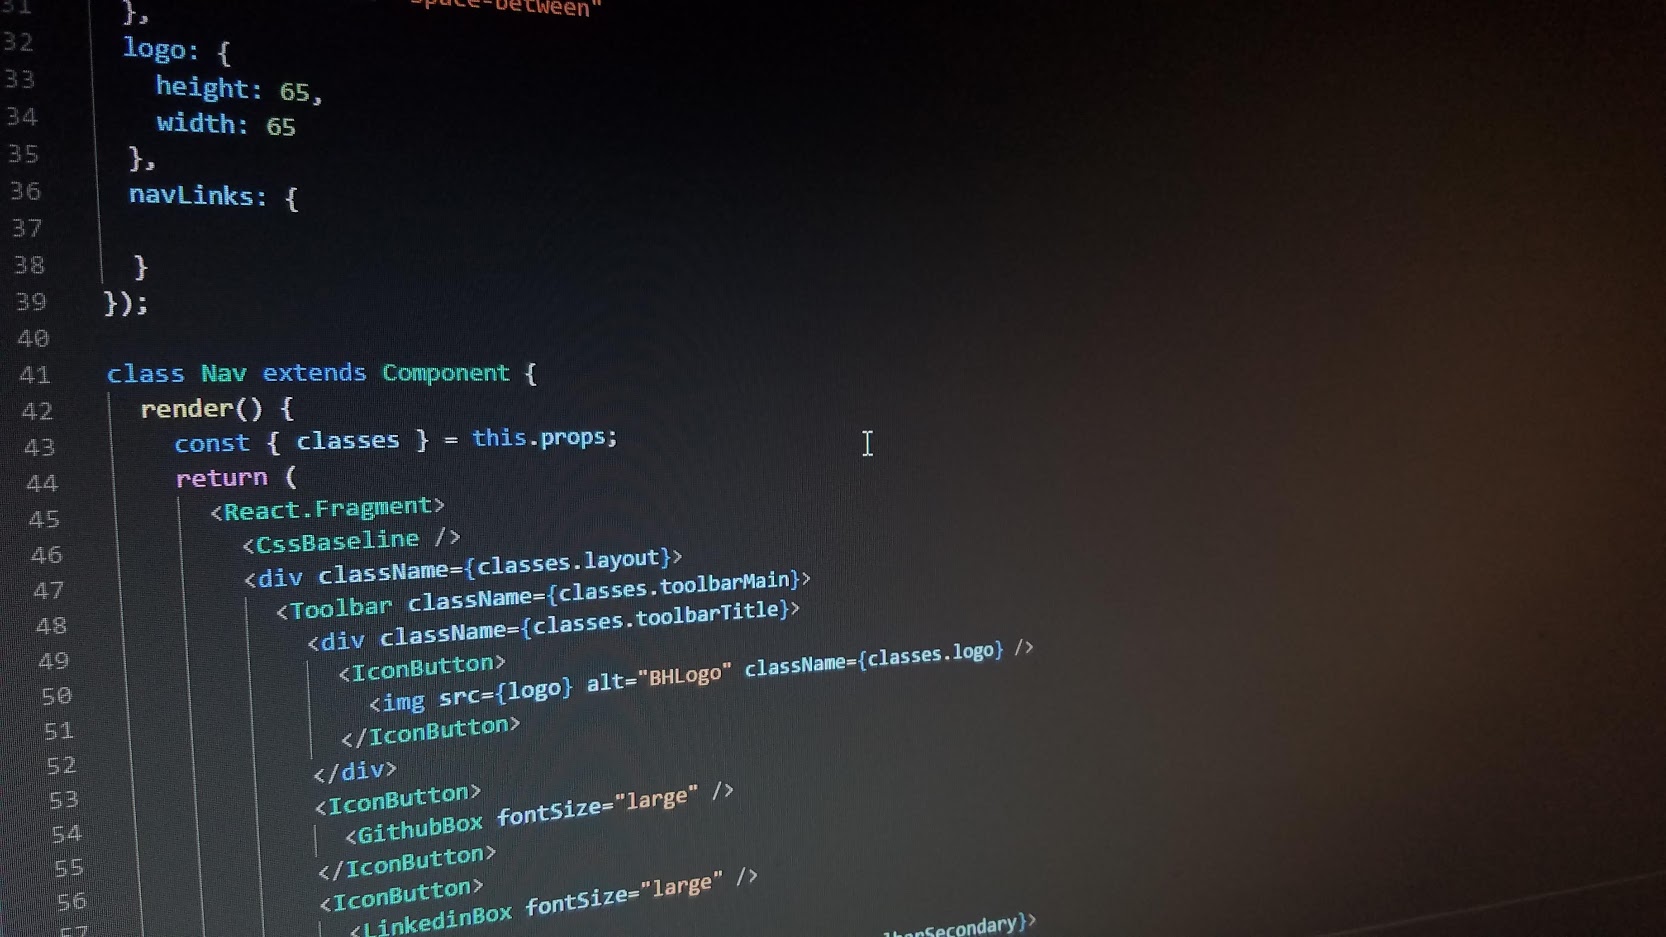 31 "space-between"
},
32 logo: {
33 height: 65,
34 width: 65
35 },
36 navLinks: {
37
38 }
39 });
40
41 class Nav extends Component {
42 render() {
43 const { classes } = this.props;
44 return (
45 <React.Fragment>
46 <CssBaseline />
47 <div className={classes.layout}>
48 <Toolbar className={classes.toolbarMain}>
49 <div className={classes.toolbarTitle}>
50 <IconButton>
51 <img src={logo} alt="BHLogo" className={classes.logo} />
52 </IconButton>
53 </div>
54 <IconButton>
55 <GithubBox fontSize="large" />
56 </IconButton>
57 <IconButton>
<LinkedinBox fontSize="large" />